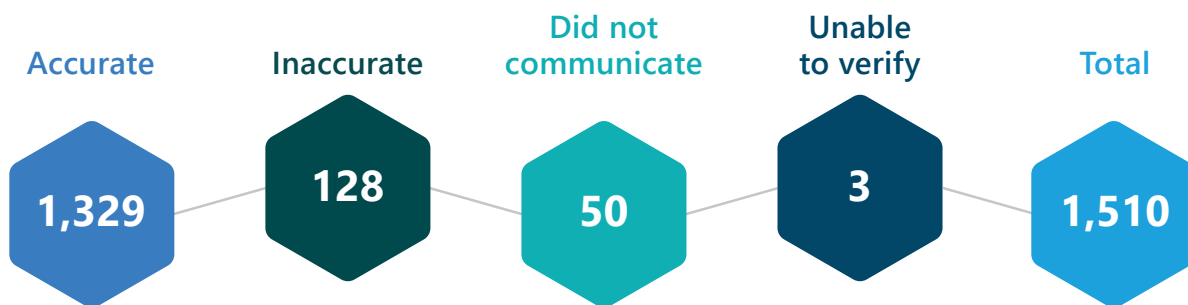 Accurate
1,329
Inaccurate
128
Did not
communicate
50
Unable
to verify
3
Total
1,510